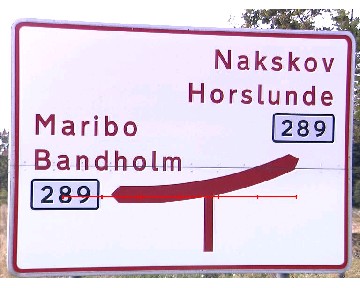 Nakskov
Horslunde
289
Maribo
Bandholm
289